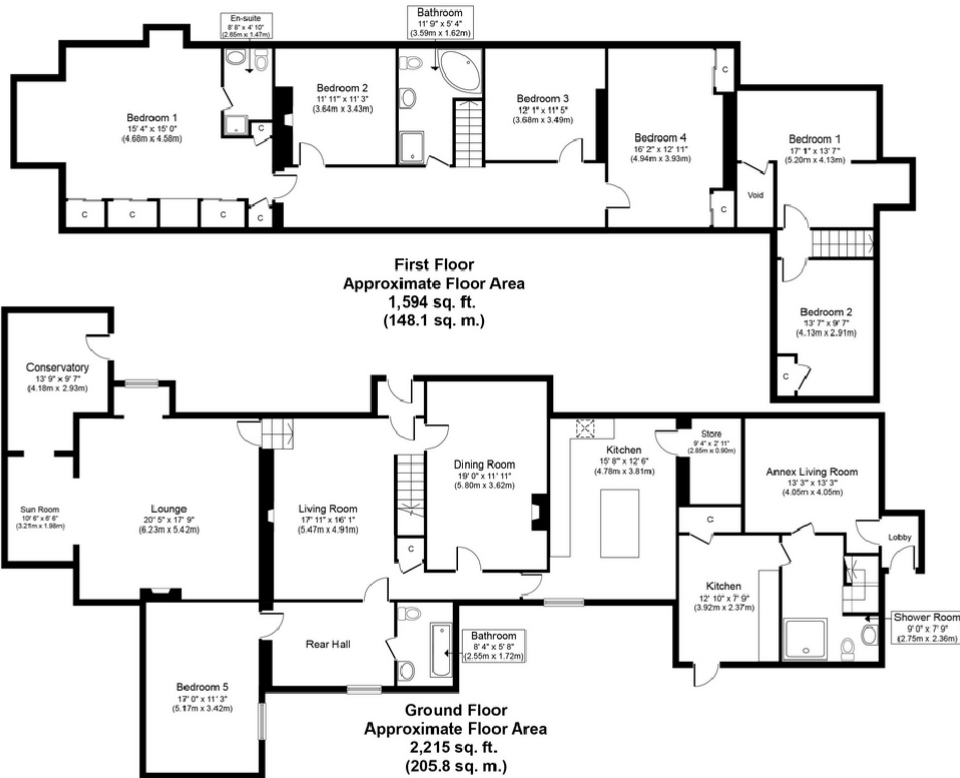 En-suite
8' 8" x 4' 10"
(2.65m x 1.47m)
Bathroom
11' 9" x 5' 4"
(3.59m x 1.62m)
Bedroom 1
15' 4" x 15' 0"
(4.68m x 4.58m)
Bedroom 2
11' 11" x 11' 3"
(3.64m x 3.43m)
Bedroom 3
12' 1" x 11' 5"
(3.68m x 3.49m)
Bedroom 4
16' 2" x 12' 11"
(4.94m x 3.93m)
Bedroom 1
17' 1" x 13' 7"
(5.20m x 4.13m)
C
C
Void
C
C
C
C
C
First Floor
Approximate Floor Area
1,594 sq. ft.
(148.1 sq. m.)
Bedroom 2
13' 7" x 9' 7"
(4.13m x 2.91m)
C
Conservatory
13' 9" x 9' 7"
(4.18m x 2.93m)
Sun Room
10' 6" x 6' 6"
(3.21m x 1.98m)
Lounge
20' 5" x 17' 9"
(6.23m x 5.42m)
Living Room
17' 11" x 16' 1"
(5.47m x 4.91m)
Dining Room
19' 0" x 11' 11"
(5.80m x 3.62m)
Kitchen
15' 8" x 12' 6"
(4.78m x 3.81m)
Store
9' 4" x 2' 11"
(2.85m x 0.90m)
Annex Living Room
13' 3" x 13' 3"
(4.05m x 4.05m)
C
C
Lobby
Kitchen
12' 10" x 7' 9"
(3.92m x 2.37m)
Shower Room
9' 0" x 7' 9"
(2.75m x 2.36m)
Rear Hall
Bathroom
8' 4" x 5' 8"
(2.55m x 1.72m)
Bedroom 5
17' 0" x 11' 3"
(5.17m x 3.42m)
Ground Floor
Approximate Floor Area
2,215 sq. ft.
(205.8 sq. m.)